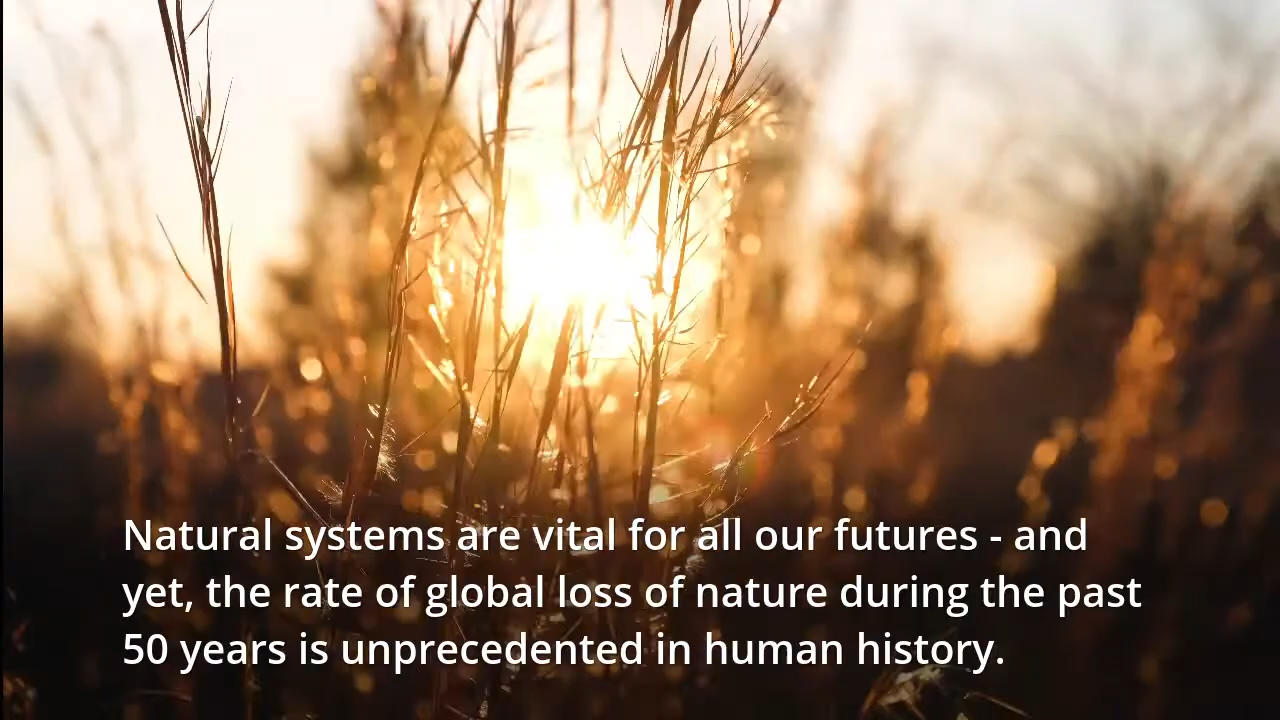 Natural systems are vital for all our futures - and
yet, the rate of global loss of nature during the past
50 years is unprecedented in human history.